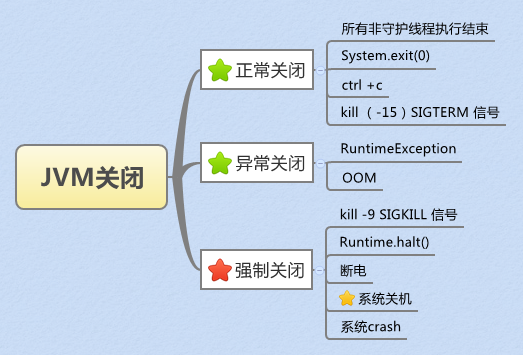 JVM关闭
正常关闭
所有非守护线程执行结束
System.exit(0)
ctrl +c
kill （-15）SIGTERM 信号
异常关闭
RuntimeException
OOM
强制关闭
kill -9 SIGKILL 信号
Runtime.halt()
断电
系统关机
系统crash